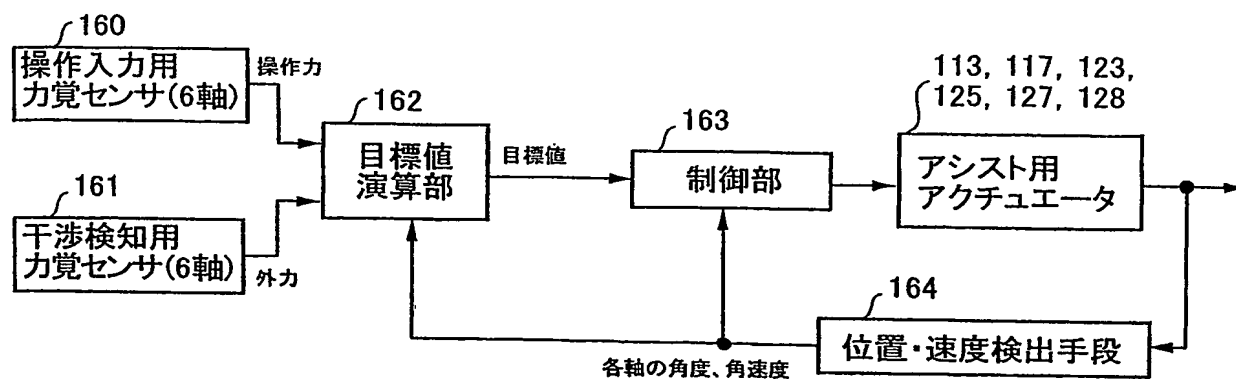 160
操作入力用
力覚センサ(6軸)
操作力
161
干渉検知用
力覚センサ(6軸)
外力
162
目標値
演算部
目標値
163
制御部
113, 117, 123,
125, 127, 128
アシスト用
アクチュエータ
164
位置・速度検出手段
各軸の角度、角速度